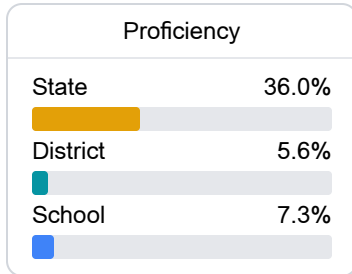 Proficiency
State 36.0%
District 5.6%
School 7.3%